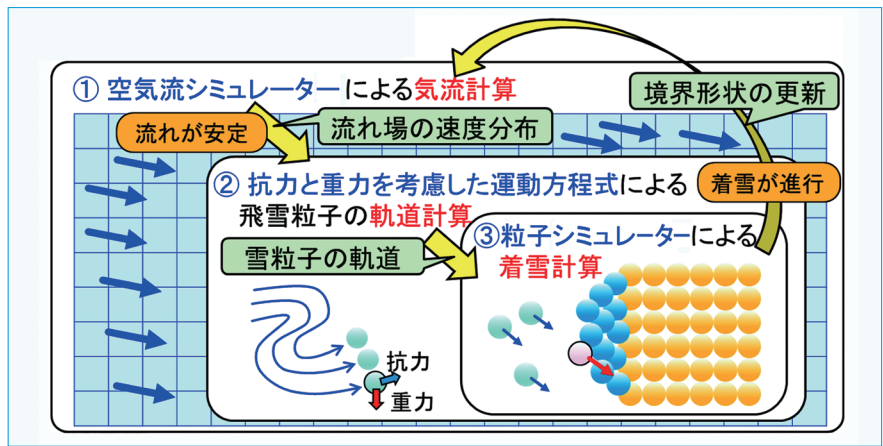 ① 空気流シミュレーターによる気流計算
境界形状の更新
流れが安定
流れ場の速度分布
② 抗力と重力を考慮した運動方程式による
飛雪粒子の軌道計算
着雪が進行
雪粒子の軌道
③粒子シミュレーターによる
着雪計算
抗力
重力